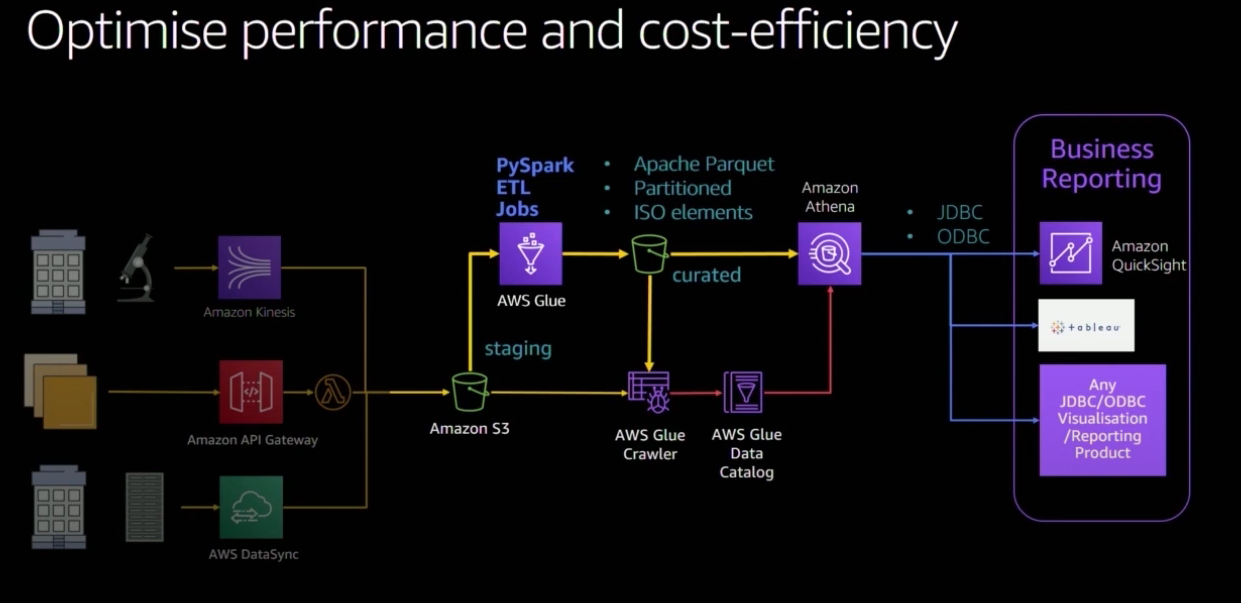 Optimise performance and cost-efficiency
PySpark
ETL
Jobs
• Apache Parquet
• Partitioned
• ISO elements
Amazon
Athena
• JDBC
• ODBC
Business
Reporting
Amazon
QuickSight
Amazon Kinesis
AWS Glue
curated
+ableau
staging
Amazon API Gateway
Amazon S3
AWS Glue
Crawler
AWS Glue
Data
Catalog
Any
JDBC/ODBC
Visualisation
/Reporting
Product
AWS DataSync